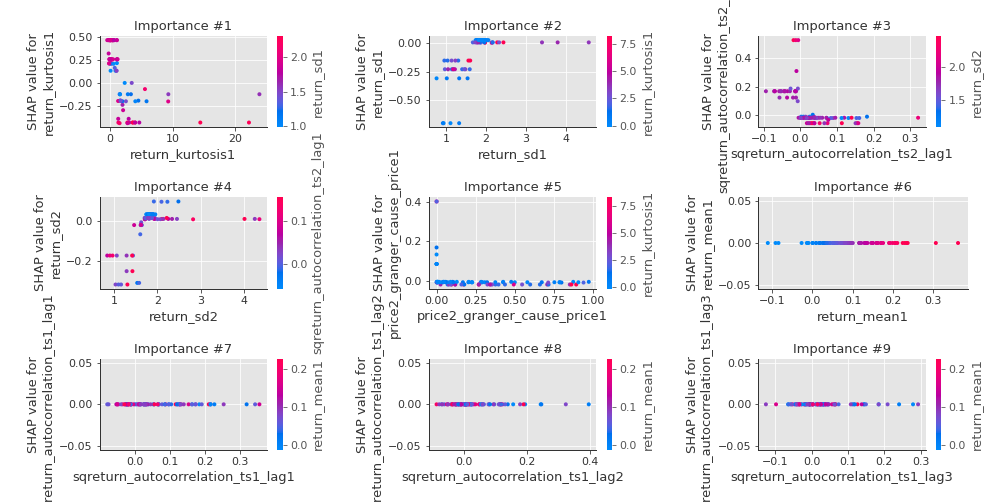 Importance #1
SHAP value for
return_kurtosis1
0.50
0.25
0.00
−0.25
0
10
20
return_kurtosis1
2.0
1.5
1.0
return_sd1
Importance #2
SHAP value for
return_sd1
0.00
−0.25
−0.50
1
2
3
4
return_sd1
7.5
5.0
2.5
0.0
return_kurtosis1
Importance #3
SHAP value for
sqreturn_autocorrelation_ts2_
0.4
0.2
0.0
−0.1
0.0
0.1
0.2
0.3
sqreturn_autocorrelation_ts2_lag1
2.0
1.5
return_sd2
Importance #4
SHAP value for
return_sd2
0.0
−0.2
1
2
3
4
return_sd2
0.1
0.0
sqreturn_autocorrelation_ts2_lag1
Importance #5
SHAP value for
price2_granger_cause_price1
0.4
0.2
0.0
0.00
0.25
0.50
0.75
1.00
price2_granger_cause_price1
7.5
5.0
2.5
0.0
return_kurtosis1
Importance #6
SHAP value for
return_mean1
0.05
0.00
−0.05
−0.1
0.0
0.1
0.2
0.3
return_mean1
Importance #7
SHAP value for
return_autocorrelation_ts1_lag1
0.05
0.00
−0.05
0.0
0.1
0.2
0.3
sqreturn_autocorrelation_ts1_lag1
0.2
0.1
0.0
return_mean1
Importance #8
SHAP value for
return_autocorrelation_ts1_lag2
0.05
0.00
−0.05
0.0
0.2
0.4
sqreturn_autocorrelation_ts1_lag2
0.2
0.1
0.0
return_mean1
Importance #9
SHAP value for
return_autocorrelation_ts1_lag3
0.05
0.00
−0.05
−0.1
0.0
0.1
0.2
0.3
sqreturn_autocorrelation_ts1_lag3
0.2
0.1
0.0
return_mean1